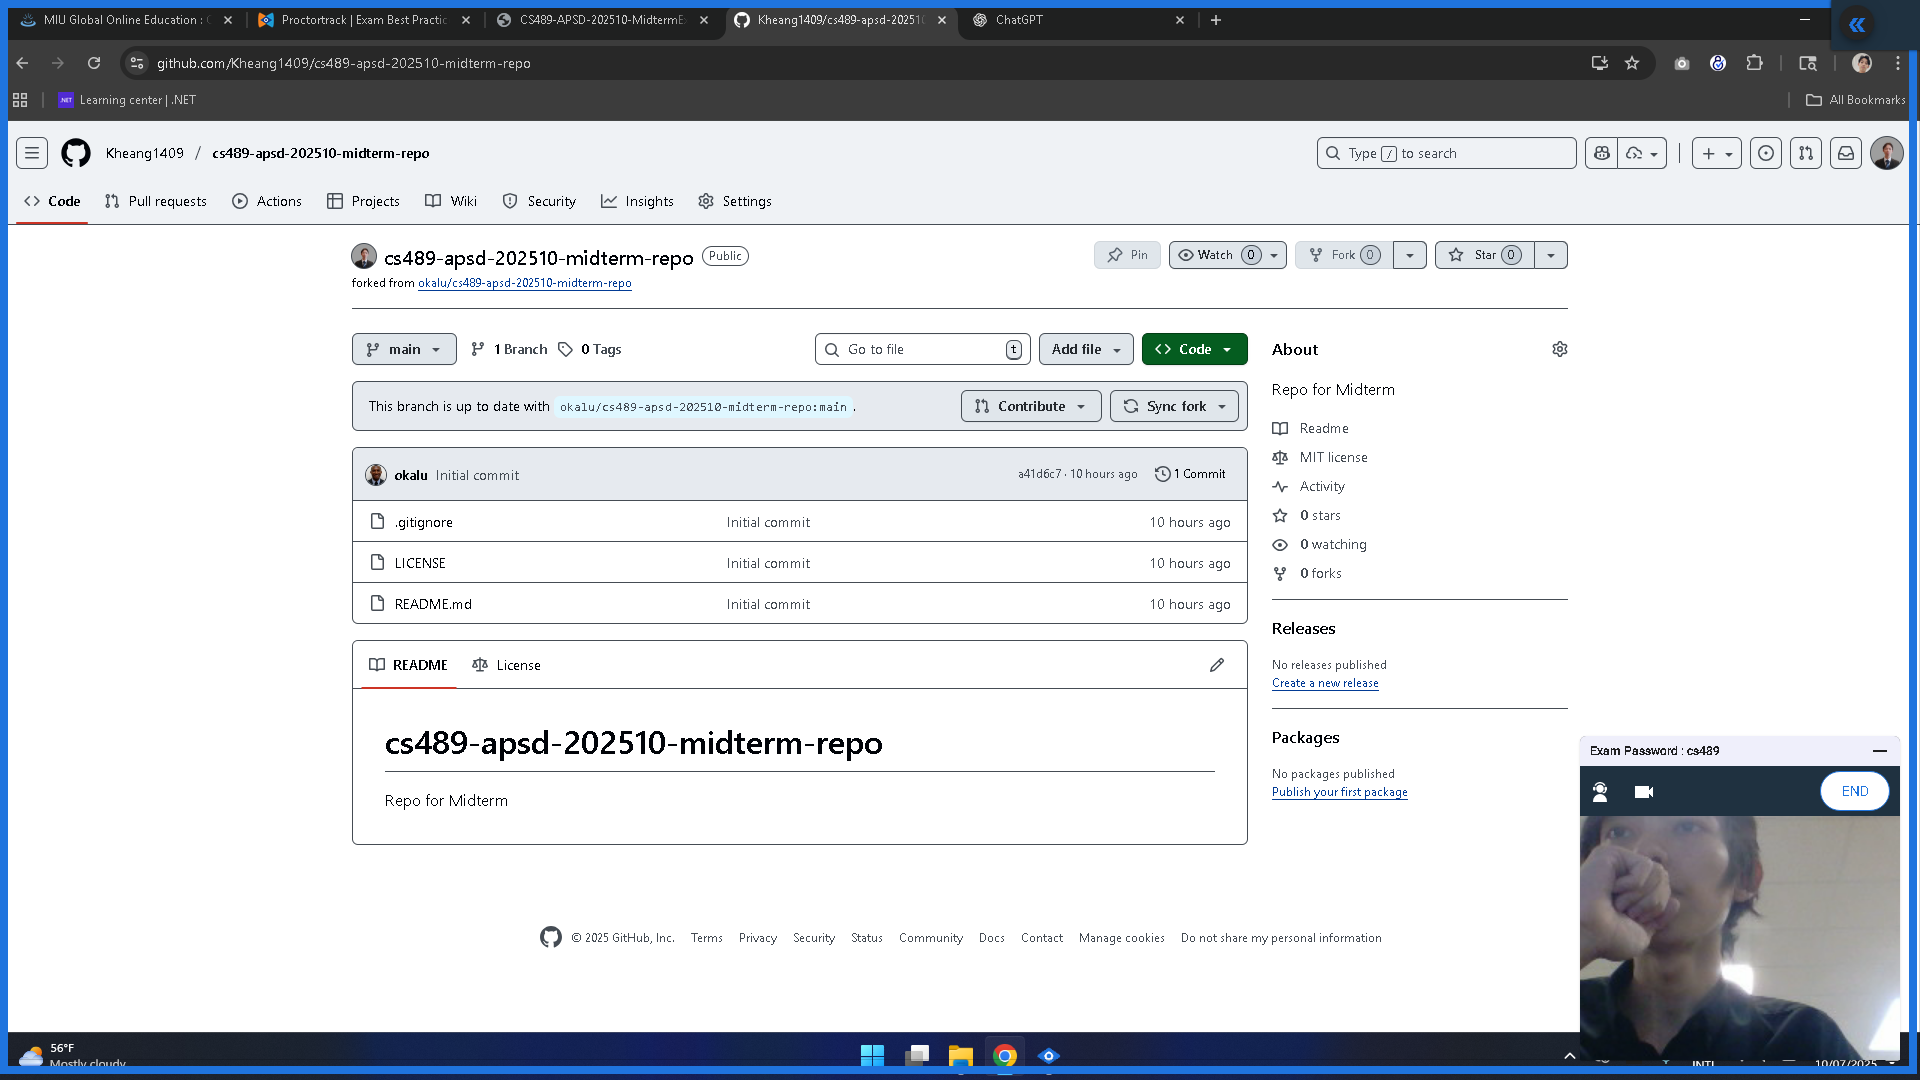 MIU Global Online Education :
Proctortrack | Exam Best Practic
CS489-APSD-202510-MidtermE
Kheang1409/cs489-apsd-20251
ChatGPT
github.com/Kheang1409/cs489-apsd-202510-midterm-repo
Learning center | .NET
All Bookmarks
Kheang1409 / cs489-apsd-202510-midterm-repo
Type / to search
Code
Pull requests
Actions
Projects
Wiki
Security
Insights
Settings
cs489-apsd-202510-midterm-repo
Public
Pin
Watch 0
Fork 0
Star 0
forked from okalu/cs489-apsd-202510-midterm-repo
main
1 Branch
0 Tags
Go to file
t
Add file
Code
This branch is up to date with okalu/cs489-apsd-202510-midterm-repo:main .
Contribute
Sync fork
okalu Initial commit
a41d6c7 · 10 hours ago
1 Commit
.gitignore Initial commit 10 hours ago
LICENSE Initial commit 10 hours ago
README.md Initial commit 10 hours ago
README
License
cs489-apsd-202510-midterm-repo
Repo for Midterm
About
Repo for Midterm
Readme
MIT license
Activity
0 stars
0 watching
0 forks
Releases
No releases published
Create a new release
Packages
No packages published
Publish your first package
Exam Password : cs489
END
© 2025 GitHub, Inc.
Terms
Privacy
Security
Status
Community
Docs
Contact
Manage cookies
Do not share my personal information
56°F
Mostly cloudy
INTL
10/07/2025